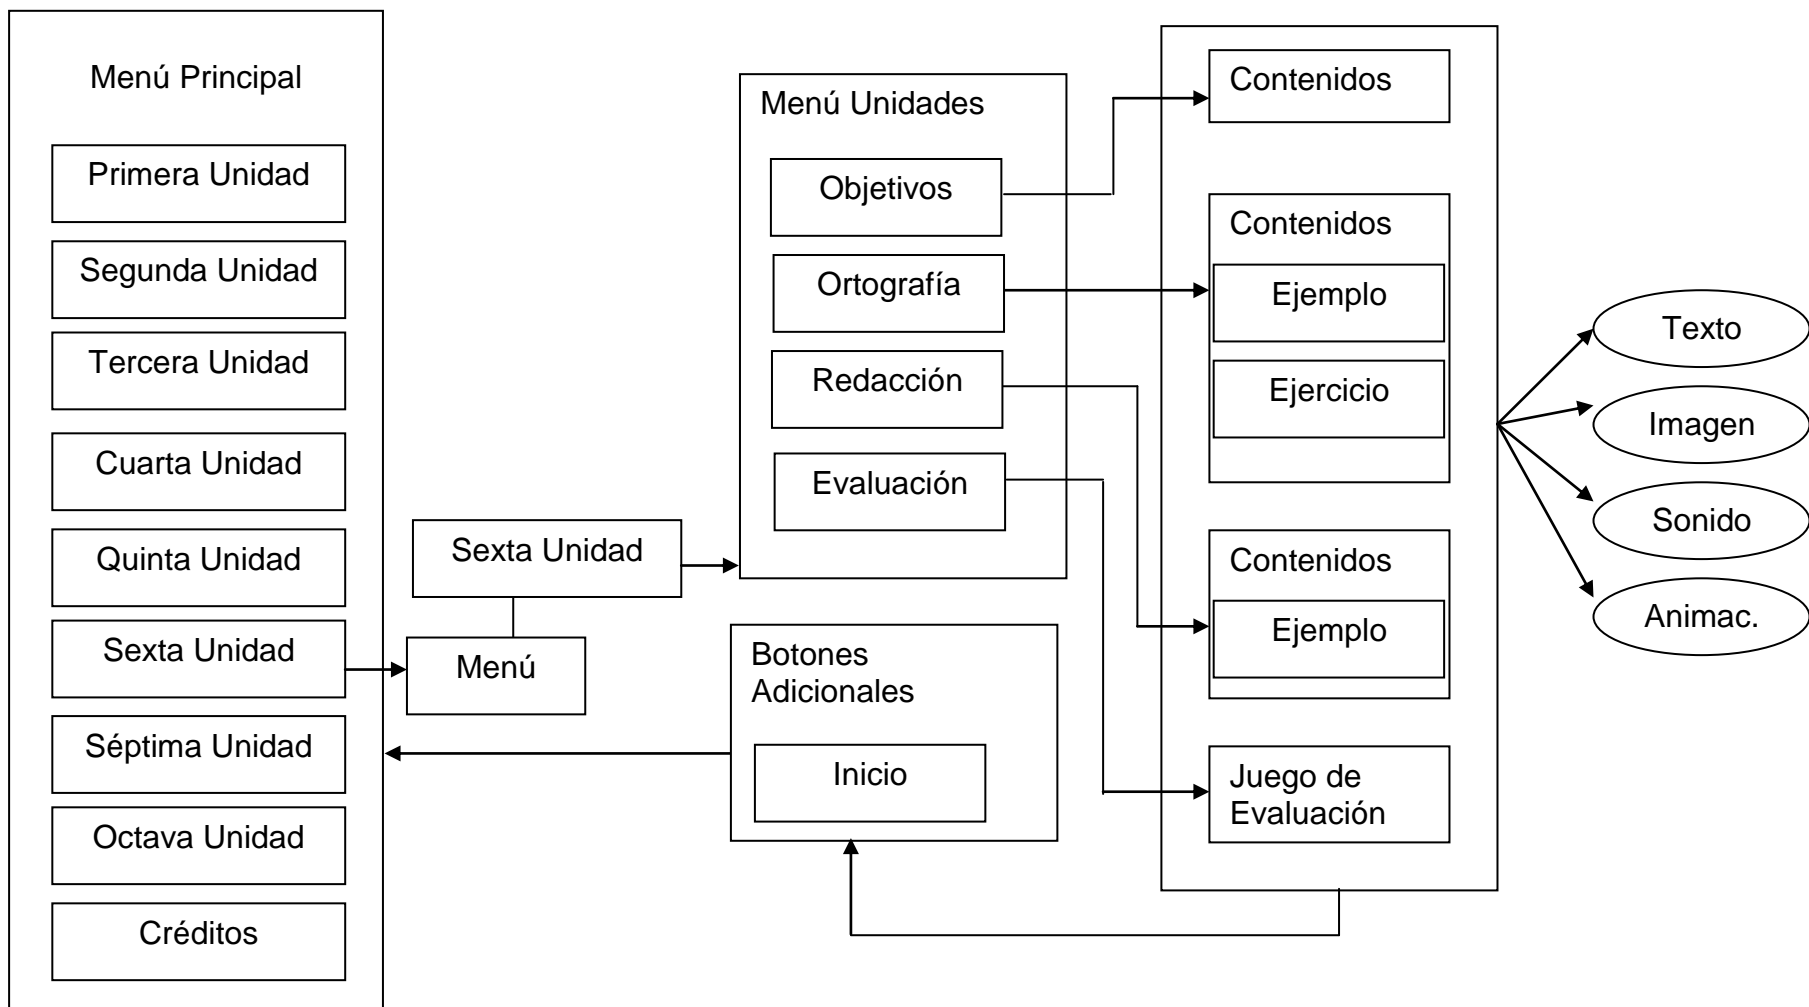 Menú Principal
Primera Unidad
Segunda Unidad
Tercera Unidad
Cuarta Unidad
Quinta Unidad
Sexta Unidad
Séptima Unidad
Octava Unidad
Créditos
Sexta Unidad
Menú
Menú Unidades
Objetivos
Ortografía
Redacción
Evaluación
Botones
Adicionales
Inicio
Contenidos
Contenidos
Ejemplo
Ejercicio
Contenidos
Ejemplo
Juego de
Evaluación
Texto
Imagen
Sonido
Animac.